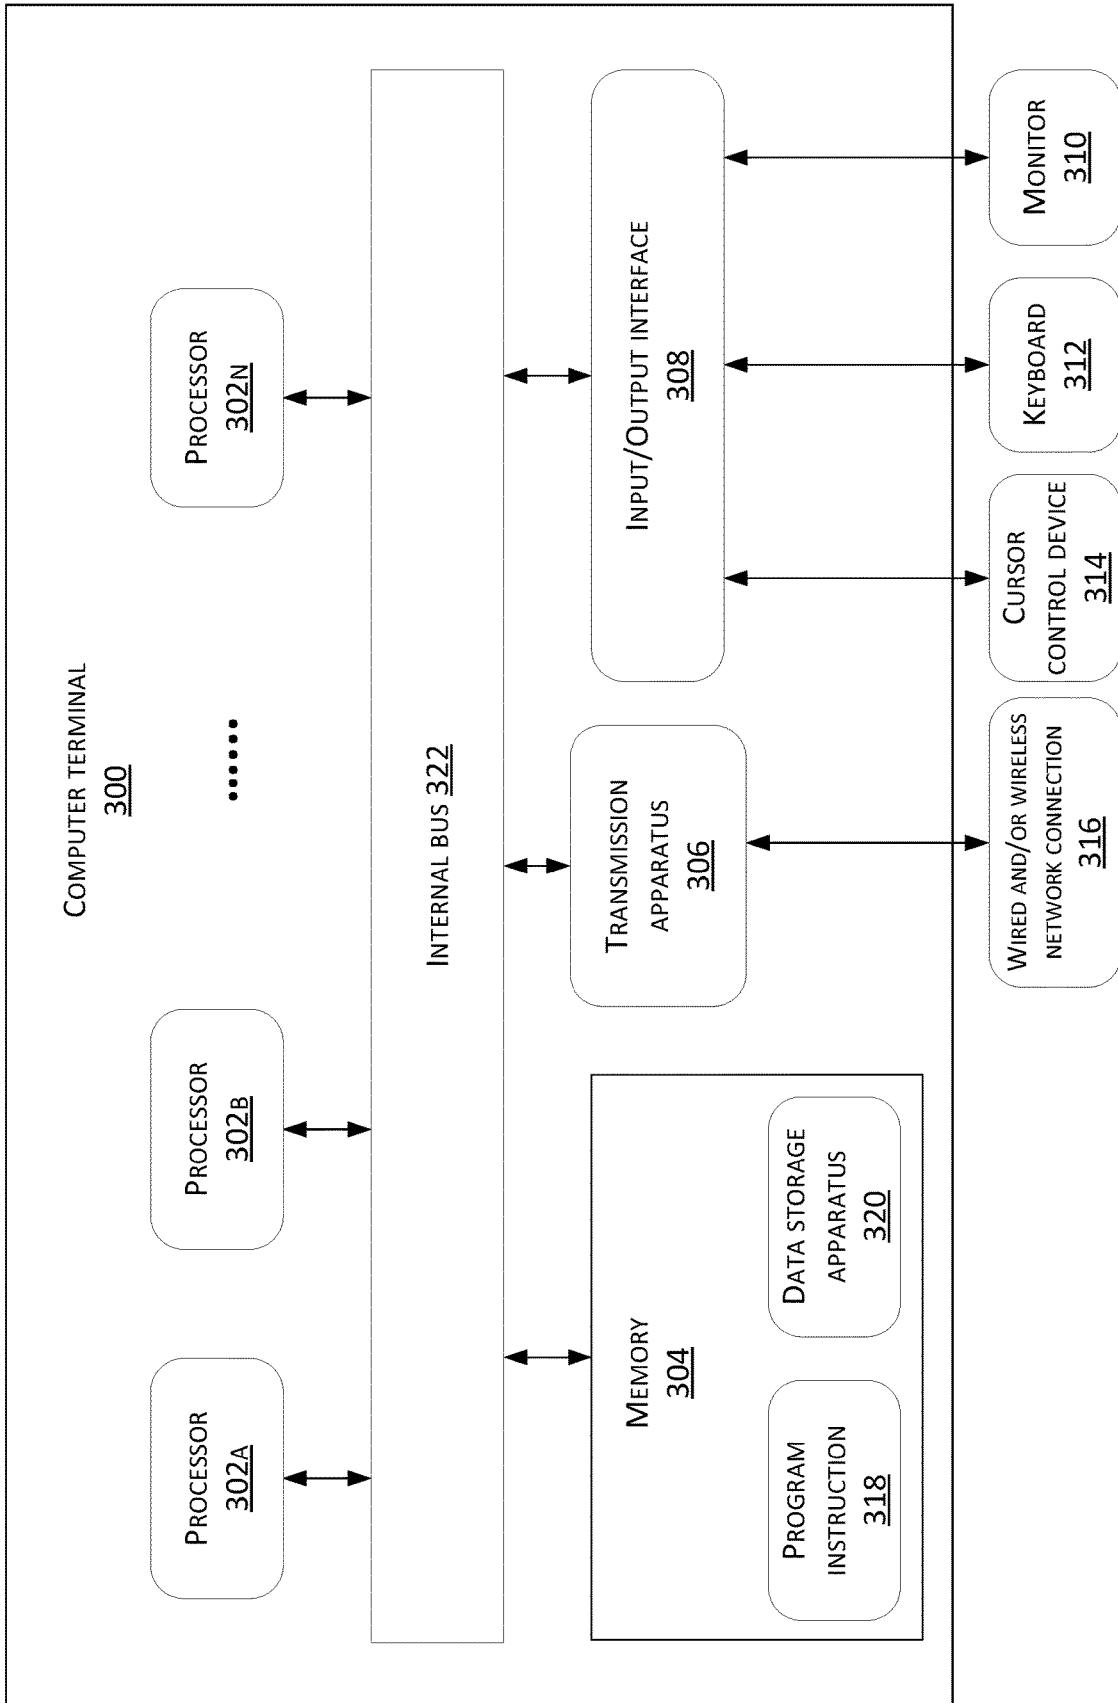 COMPUTER TERMINAL
300
PROCESSOR
302A
PROCESSOR
302B
......
PROCESSOR
302N
INTERNAL BUS 322
MEMORY
304
PROGRAM
INSTRUCTION
318
DATA STORAGE
APPARATUS
320
TRANSMISSION
APPARATUS
306
INPUT/OUTPUT INTERFACE
308
WIRED AND/OR WIRELESS
NETWORK CONNECTION
316
CURSOR
CONTROL DEVICE
314
KEYBOARD
312
MONITOR
310